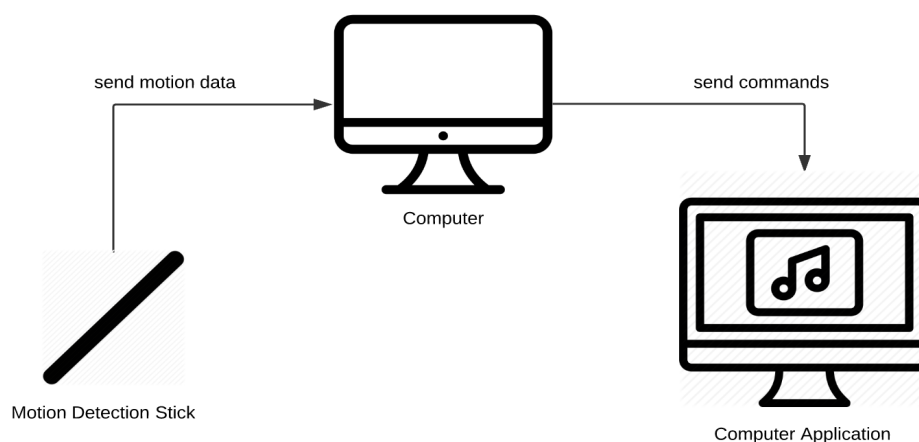 send motion data
send commands
Computer
Motion Detection Stick
Computer Application